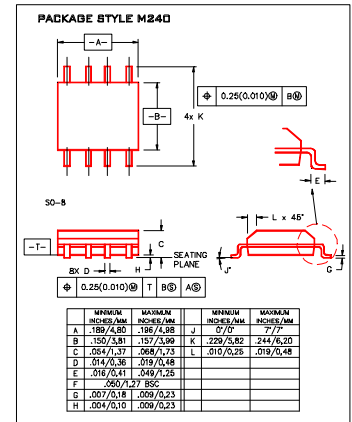 PACKAGE STYLE M240
-A-
⌖ 0.25(0.010)Ⓜ BⓂ
-B-
4x K
E
SO-8
L x 45°
-T-
C
SEATING
PLANE
8X D
H
J°
G
⌖ 0.25(0.010)Ⓜ T BⓈ AⓈ
MINIMUM MAXIMUM MINIMUM MAXIMUM
INCHES/MM INCHES/MM INCHES/MM INCHES/MM
A .189/4,80 .196/4,98 J 0°/0° 7°/7°
B .150/3,81 .157/3,99 K .229/5,82 .244/6,20
C .054/1,37 .068/1,73 L .010/0,25 .019/0,48
D .014/0,36 .019/0,48
E .016/0,41 .049/1,25
F .050/1,27 BSC
G .007/0,18 .009/0,23
H .004/0,10 .009/0,23